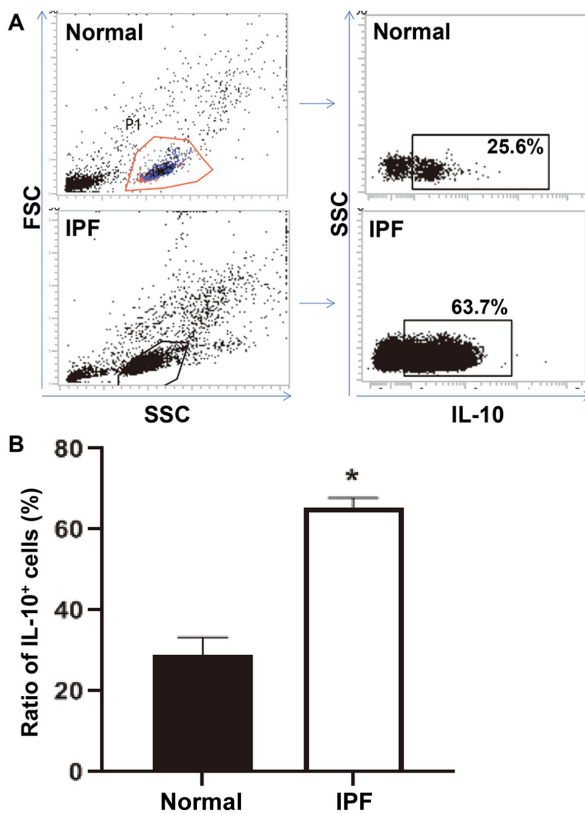 A
Normal
Normal
P1
25.6%
FSC
SSC
IPF
IPF
63.7%
SSC
IL-10
B
Ratio of IL-10⁺ cells (%)
80
*
60
40
20
0
Normal
IPF